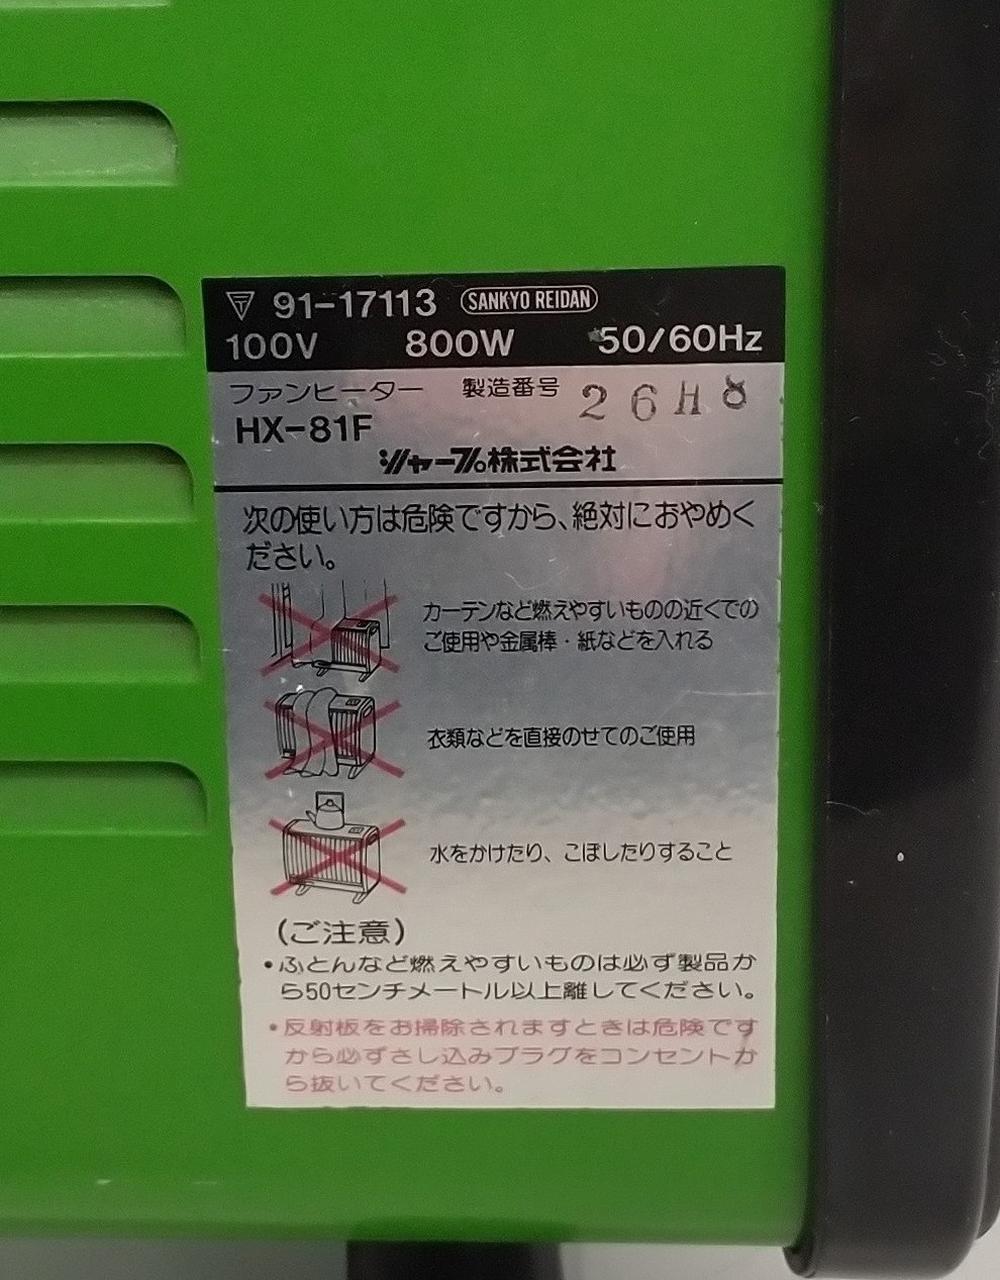 〒 91-17113 SANKYO REIDAN
100V 800W 50/60Hz
ファンヒーター 製造番号 26H8
HX-81F
シャープ株式会社
次の使い方は危険ですから、絶対におやめく
ださい。
カーテンなど燃えやすいものの近くでの
ご使用や金属棒・紙などを入れる
衣類などを直接のせてのご使用
水をかけたり、こぼしたりすること
(ご注意)
•ふとんなど燃えやすいものは必ず製品か
ら50センチメートル以上離してください。
•反射板をお掃除されますときは危険です
から必ずさし込みプラグをコンセントか
ら抜いてください。